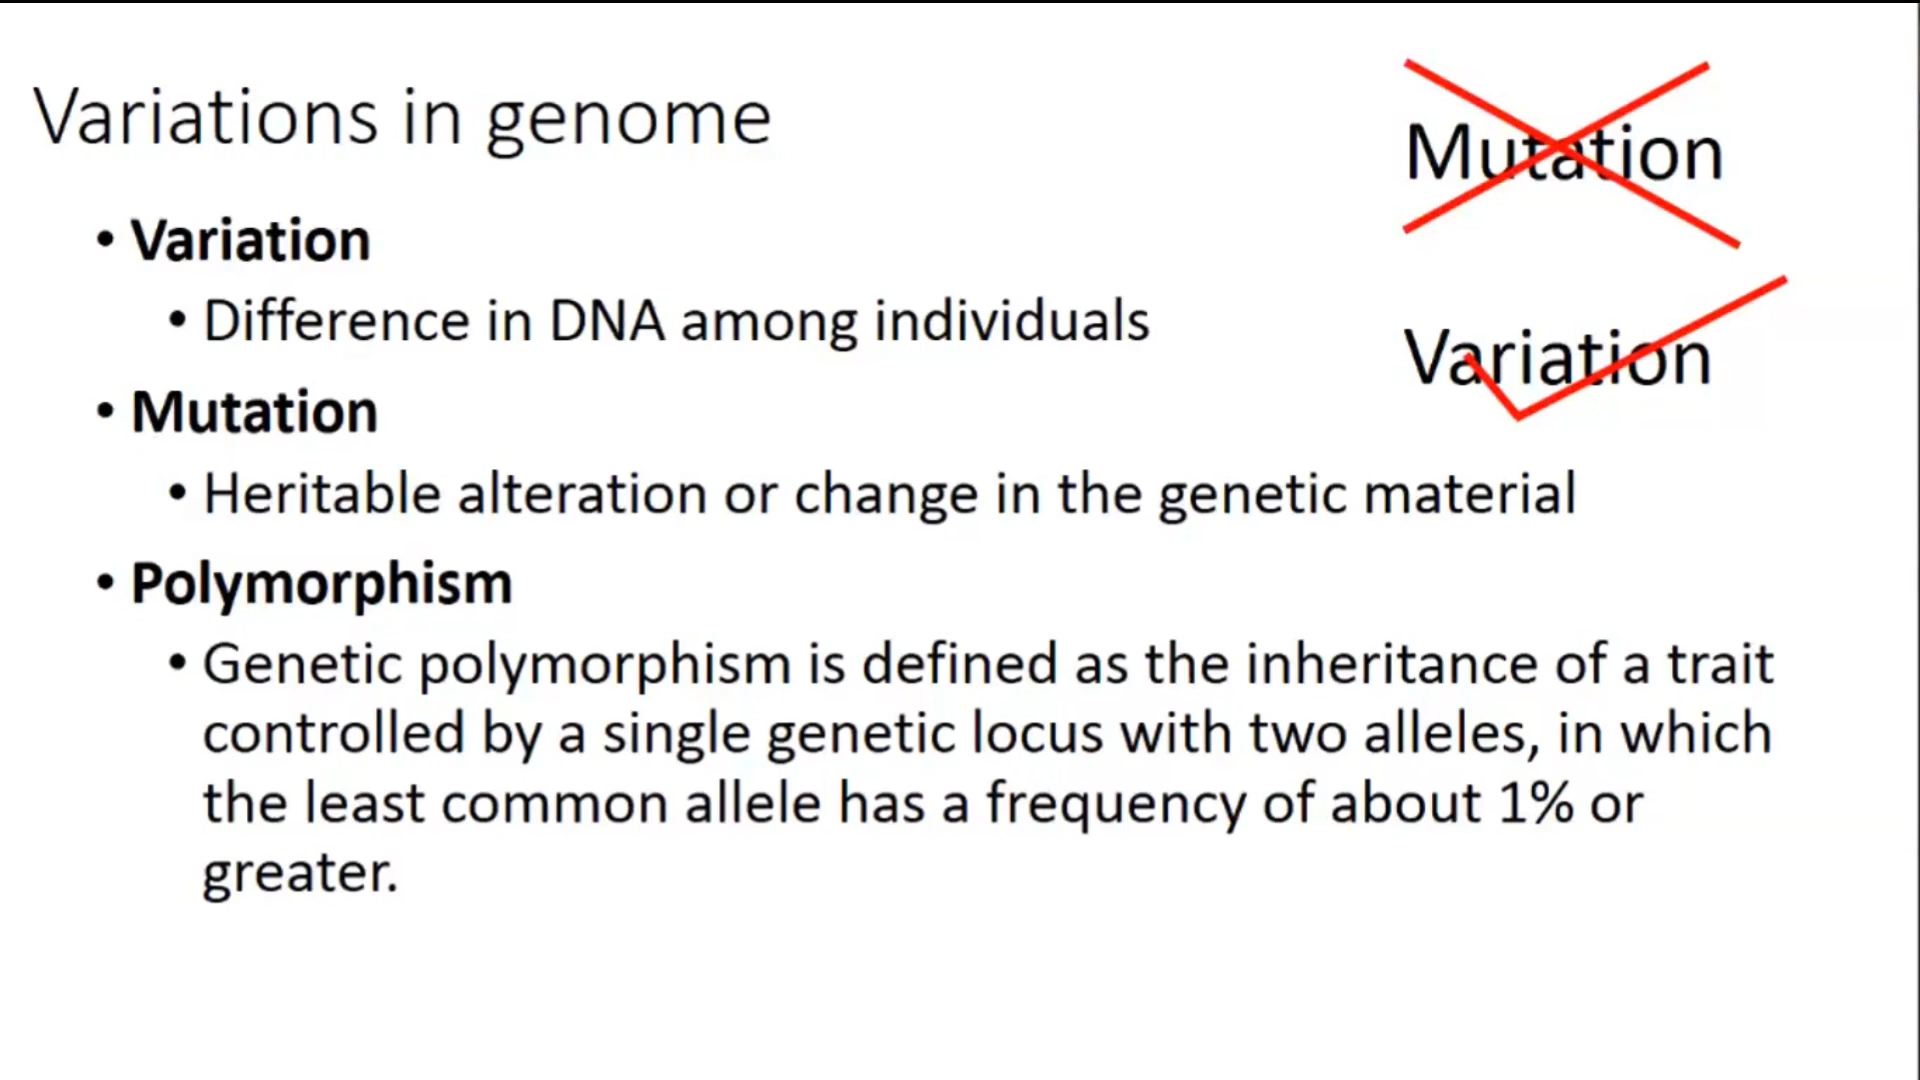 Variations in genome
• Variation
• Difference in DNA among individuals
• Mutation
• Heritable alteration or change in the genetic material
• Polymorphism
• Genetic polymorphism is defined as the inheritance of a trait
controlled by a single genetic locus with two alleles, in which
the least common allele has a frequency of about 1% or
greater.
Mutation
Variation